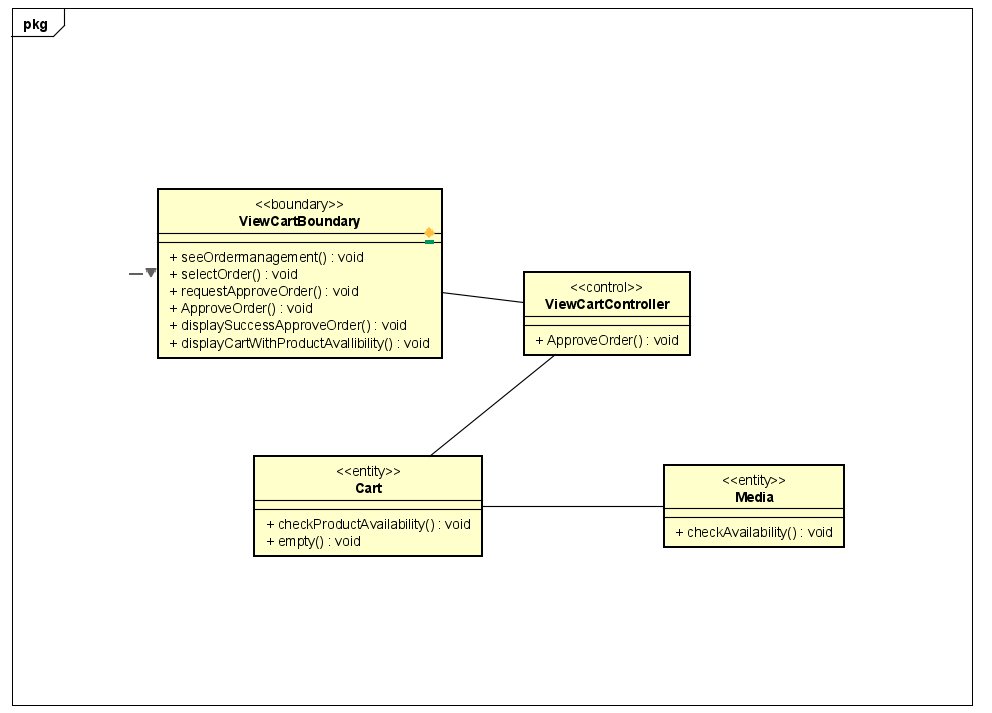 pkg
<<boundary>>
ViewCartBoundary
+ seeOrdermanagement() : void
+ selectOrder() : void
+ requestApproveOrder() : void
+ ApproveOrder() : void
+ displaySuccessApproveOrder() : void
+ displayCartWithProductAvallibility() : void
<<control>>
ViewCartController
+ ApproveOrder() : void
<<entity>>
Cart
+ checkProductAvailability() : void
+ empty() : void
<<entity>>
Media
+ checkAvailability() : void